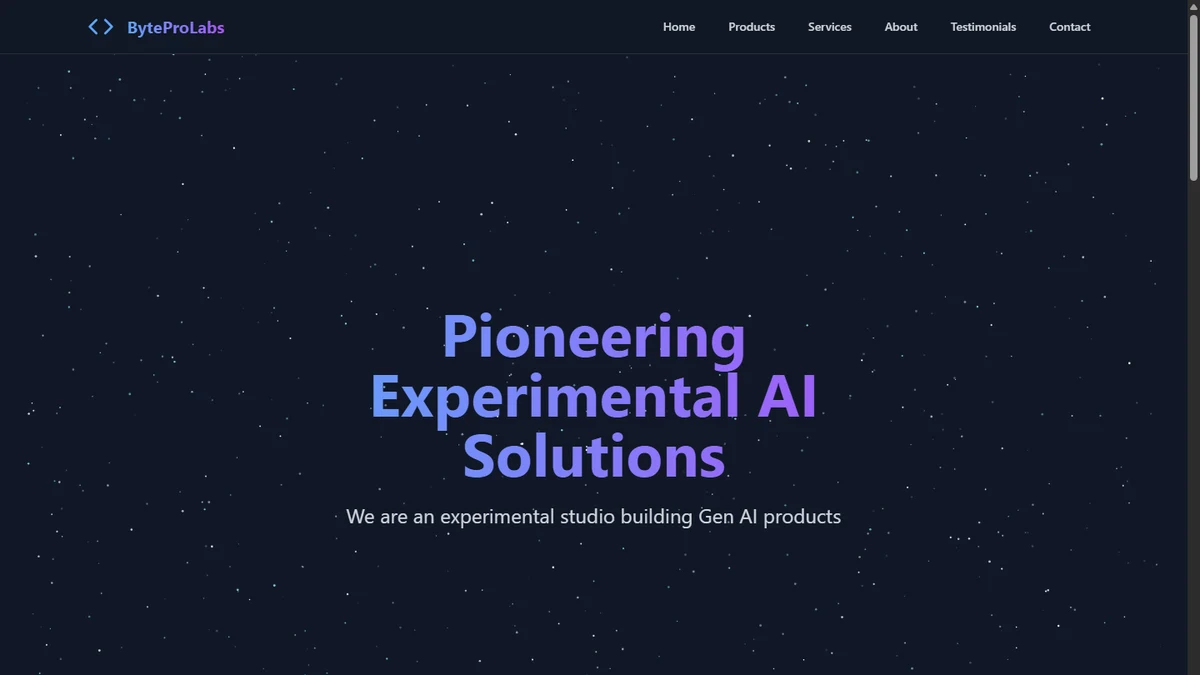 ByteProLabs
Home Products Services About Testimonials Contact
Pioneering
Experimental AI
Solutions
We are an experimental studio building Gen AI products